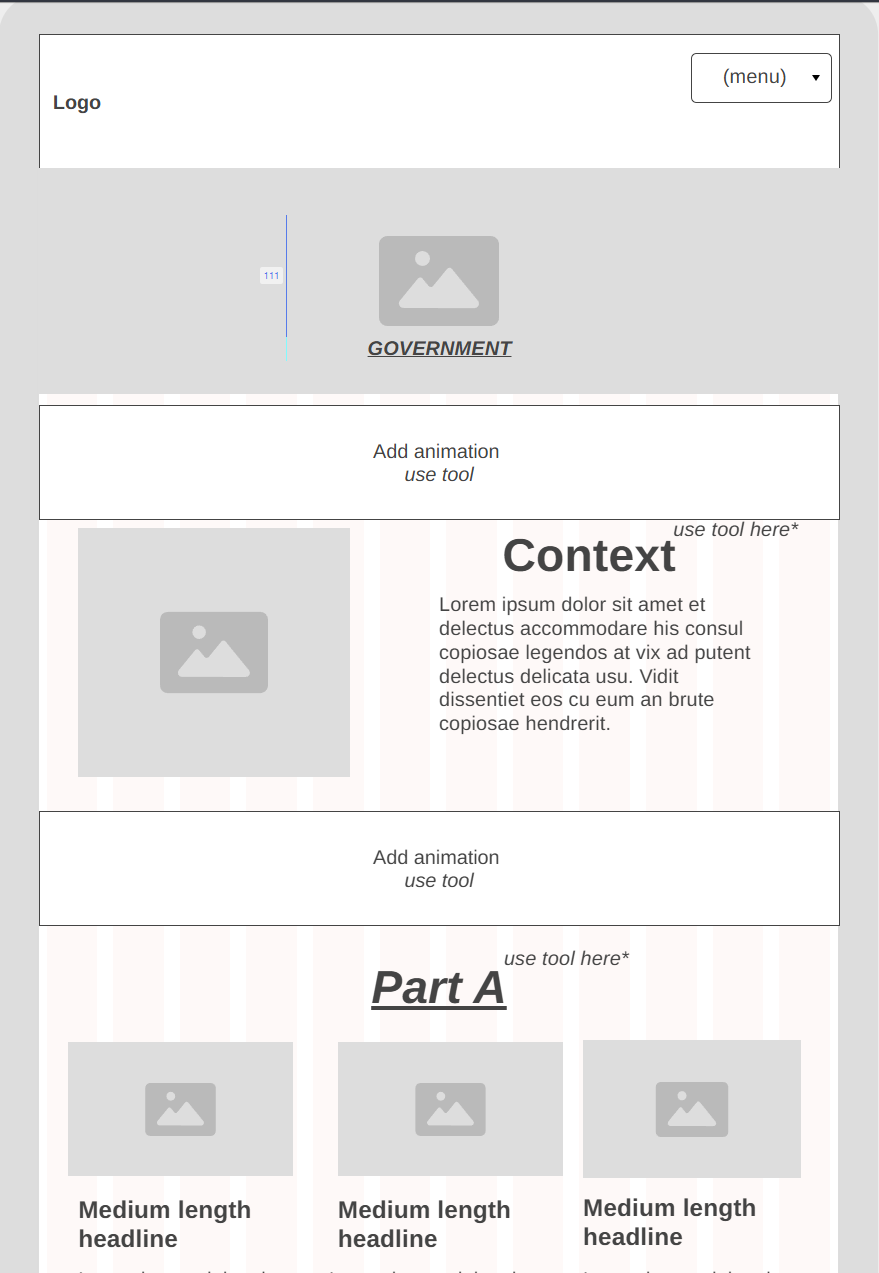 Logo
(menu)
111
GOVERNMENT
Add animation
use tool
use tool here*
Context
Lorem ipsum dolor sit amet et
delectus accommodare his consul
copiosae legendos at vix ad putent
delectus delicata usu. Vidit
dissentiet eos cu eum an brute
copiosae hendrerit.
Add animation
use tool
use tool here*
Part A
Medium length
headline
Medium length
headline
Medium length
headline